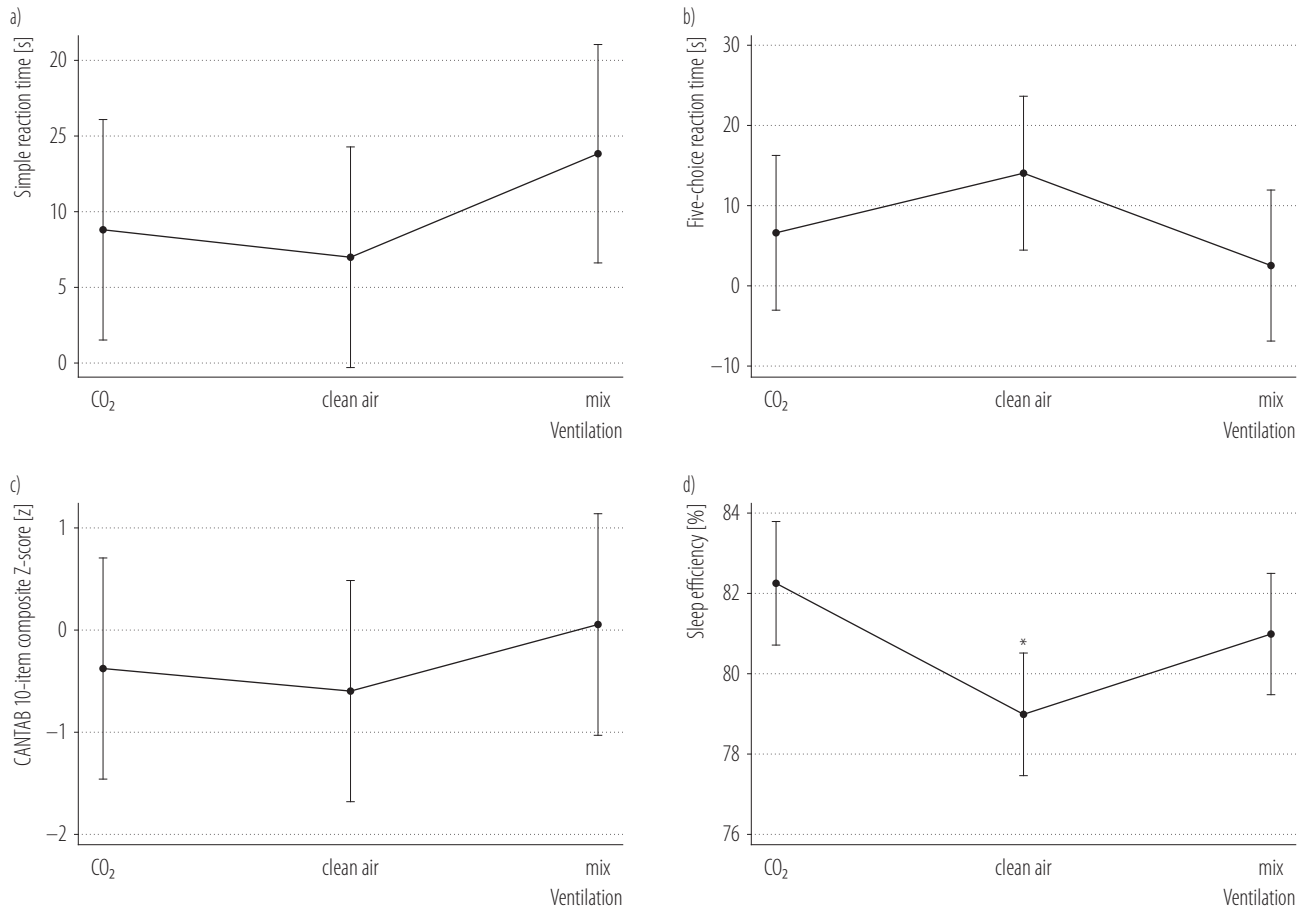 a)
Simple reaction time [s]
20
25
10
5
0
CO₂
clean air
mix
Ventilation
b)
Five-choice reaction time [s]
30
20
10
0
−10
CO₂
clean air
mix
Ventilation
c)
CANTAB 10-item composite Z-score [z]
1
0
−1
−2
CO₂
clean air
mix
Ventilation
d)
Sleep efficiency [%]
84
82
80
78
76
*
CO₂
clean air
mix
Ventilation